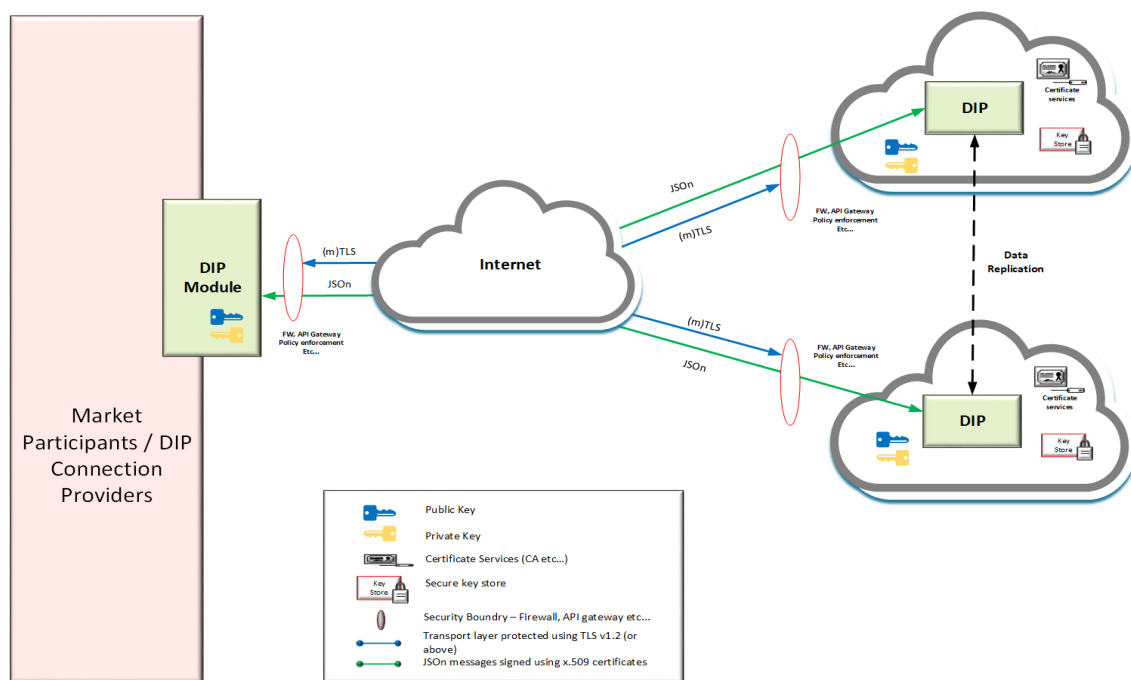 Market
Participants / DIP
Connection
Providers
DIP
Module
(m)TLS
JSOn
FW, API Gateway
Policy enforcement
Etc...
Internet
JSOn
(m)TLS
FW, API Gateway
Policy enforcement
Etc...
DIP
Certificate
services
Key
Store
Data
Replication
(m)TLS
JSOn
FW, API Gateway
Policy enforcement
Etc...
DIP
Certificate
services
Key
Store
Public Key
Private Key
Certificate Services (CA etc...)
Key
Store
Secure key store
Security Boundry – Firewall, API gateway etc...
Transport layer protected using TLS v1.2 (or
above)
JSOn messages signed using x.509 certificates